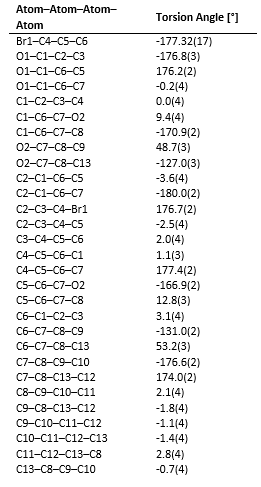 Atom–Atom–Atom–Atom Torsion Angle [°]
Br1–C4–C5–C6 -177.32(17)
O1–C1–C2–C3 -176.8(3)
O1–C1–C6–C5 176.2(2)
O1–C1–C6–C7 -0.2(4)
C1–C2–C3–C4 0.0(4)
C1–C6–C7–O2 9.4(4)
C1–C6–C7–C8 -170.9(2)
O2–C7–C8–C9 48.7(3)
O2–C7–C8–C13 -127.0(3)
C2–C1–C6–C5 -3.6(4)
C2–C1–C6–C7 -180.0(2)
C2–C3–C4–Br1 176.7(2)
C2–C3–C4–C5 -2.5(4)
C3–C4–C5–C6 2.0(4)
C4–C5–C6–C1 1.1(3)
C4–C5–C6–C7 177.4(2)
C5–C6–C7–O2 -166.9(2)
C5–C6–C7–C8 12.8(3)
C6–C1–C2–C3 3.1(4)
C6–C7–C8–C9 -131.0(2)
C6–C7–C8–C13 53.2(3)
C7–C8–C9–C10 -176.6(2)
C7–C8–C13–C12 174.0(2)
C8–C9–C10–C11 2.1(4)
C9–C8–C13–C12 -1.8(4)
C9–C10–C11–C12 -1.1(4)
C10–C11–C12–C13 -1.4(4)
C11–C12–C13–C8 2.8(4)
C13–C8–C9–C10 -0.7(4)